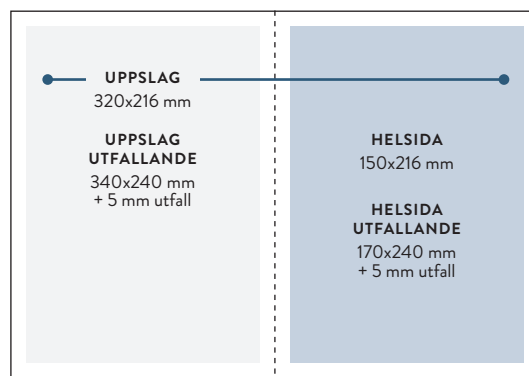 UPPSLAG
320x216 mm
UPPSLAG
UTFALLANDE
340x240 mm
+ 5 mm utfall
HELSIDA
150x216 mm
HELSIDA
UTFALLANDE
170x240 mm
+ 5 mm utfall